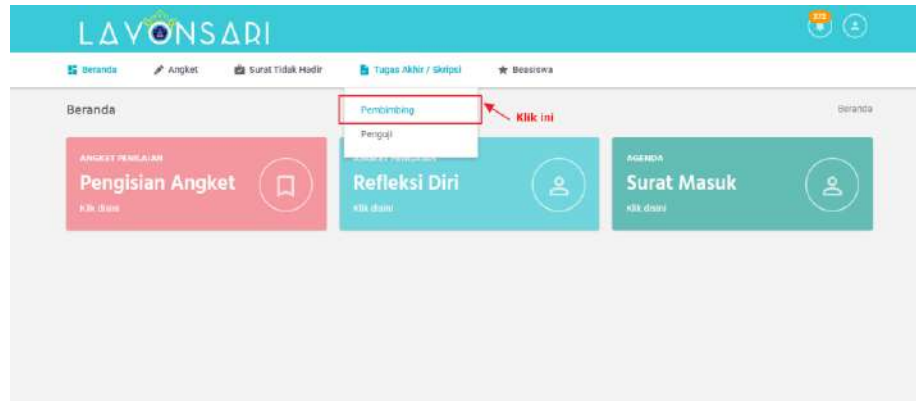 LAVONSARI
Beranda
Angket
Surat Tidak Hadir
Tugas Akhir / Skripsi
Beasiswa
Beranda
Beranda
Pembimbing
Klik ini
Penguji
ANGKET PENILAIAN
Pengisian Angket
Klik disini
Refleksi Diri
Klik disini
AGENDA
Surat Masuk
Klik disini